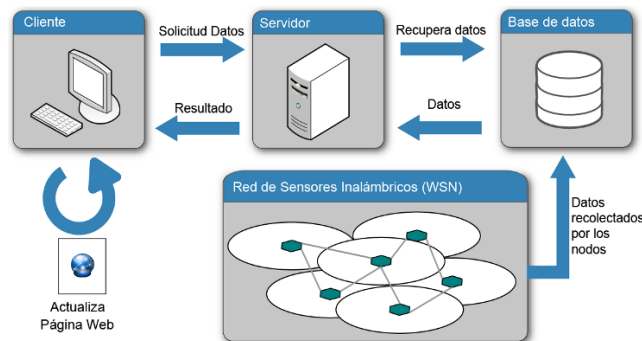 Cliente
Solicitud Datos
Servidor
Recupera datos
Base de datos
Resultado
Datos
Red de Sensores Inalámbricos (WSN)
Datos
recolectados
por los
nodos
Actualiza
Página Web